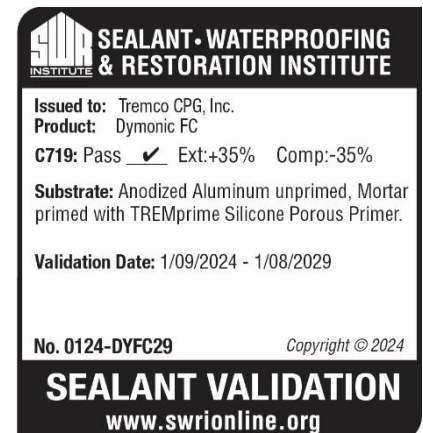 SWR
INSTITUTE
SEALANT • WATERPROOFING
& RESTORATION INSTITUTE
Issued to: Tremco CPG, Inc.
Product: Dymonic FC
C719: Pass ✔ Ext:+35% Comp:-35%
Substrate: Anodized Aluminum unprimed, Mortar
primed with TREMprime Silicone Porous Primer.
Validation Date: 1/09/2024 - 1/08/2029
No. 0124-DYFC29 Copyright © 2024
SEALANT VALIDATION
www.swrionline.org